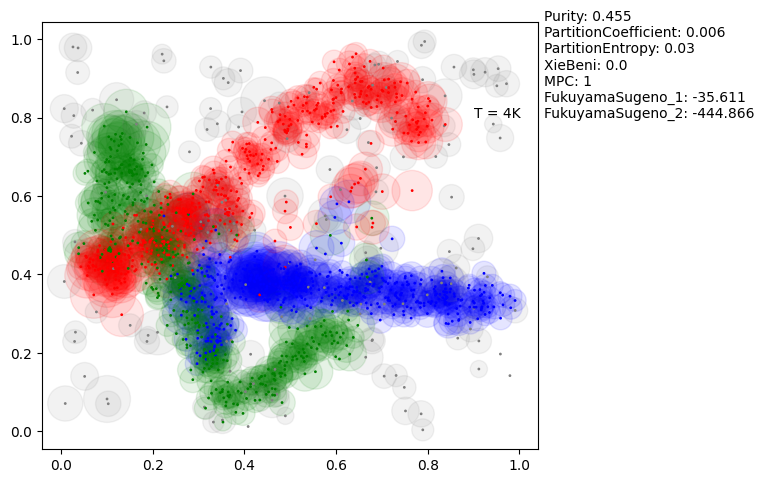 Purity: 0.455
PartitionCoefficient: 0.006
PartitionEntropy: 0.03
XieBeni: 0.0
MPC: 1
FukuyamaSugeno_1: -35.611
FukuyamaSugeno_2: -444.866
T = 4K
1.0
0.8
0.6
0.4
0.2
0.0
0.0 0.2 0.4 0.6 0.8 1.0